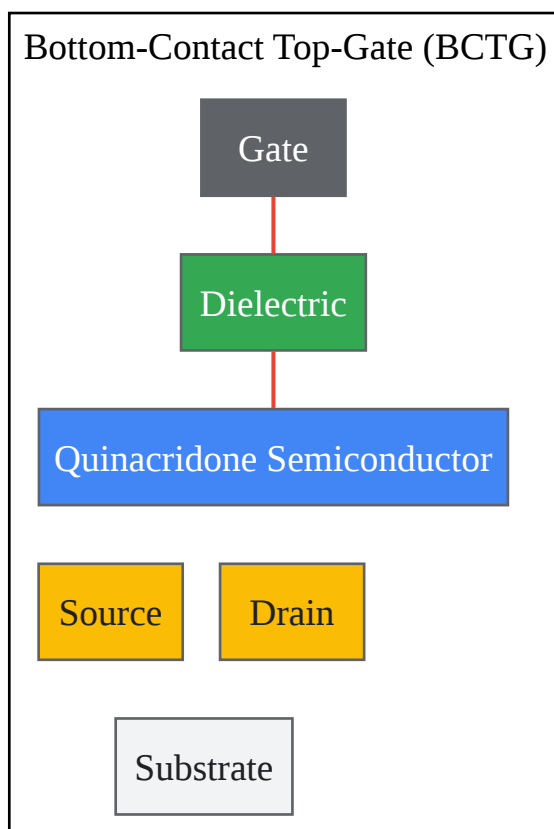 Bottom-Contact Top-Gate (BCTG)
Gate
Dielectric
Quinacridone Semiconductor
Source
Drain
Substrate